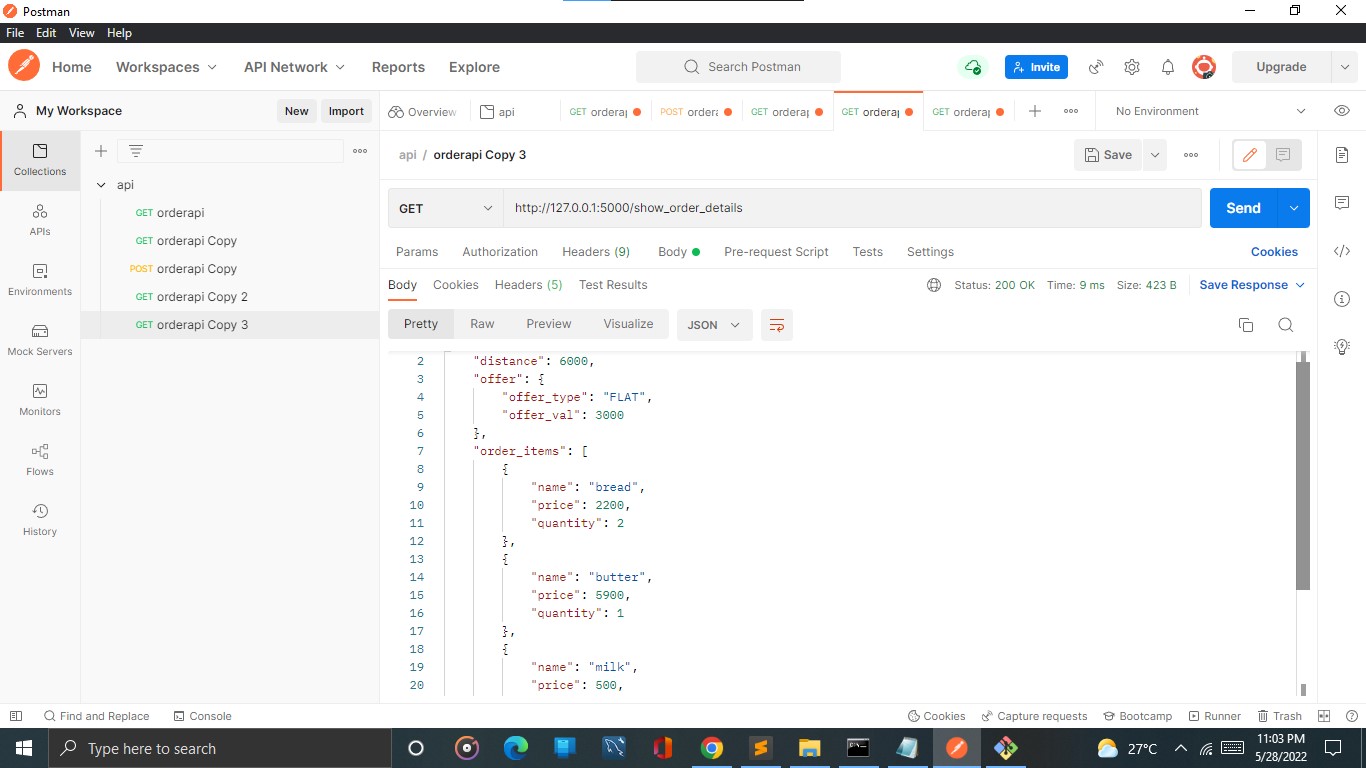 Postman
File Edit View Help
Home Workspaces API Network Reports Explore Search Postman Invite Upgrade
My Workspace New Import Overview api GET orderap POST ordera GET orderap GET orderap GET orderap No Environment
api / orderapi Copy 3 Save
Collections
api
GET http://127.0.0.1:5000/show_order_details Send
GET orderapi
APIs
GET orderapi Copy
Params Authorization Headers (9) Body Pre-request Script Tests Settings Cookies
POST orderapi Copy
Environments
Body Cookies Headers (5) Test Results Status: 200 OK Time: 9 ms Size: 423 B Save Response
GET orderapi Copy 2
GET orderapi Copy 3
Pretty Raw Preview Visualize JSON
Mock Servers
Monitors
Flows
History
2 "distance": 6000,
3 "offer": {
4 "offer_type": "FLAT",
5 "offer_val": 3000
6 },
7 "order_items": [
8 {
9 "name": "bread",
10 "price": 2200,
11 "quantity": 2
12 },
13 {
14 "name": "butter",
15 "price": 5900,
16 "quantity": 1
17 },
18 {
19 "name": "milk",
20 "price": 500,
Find and Replace Console Cookies Capture requests Bootcamp Runner Trash
Type here to search 27°C 11:03 PM
5/28/2022